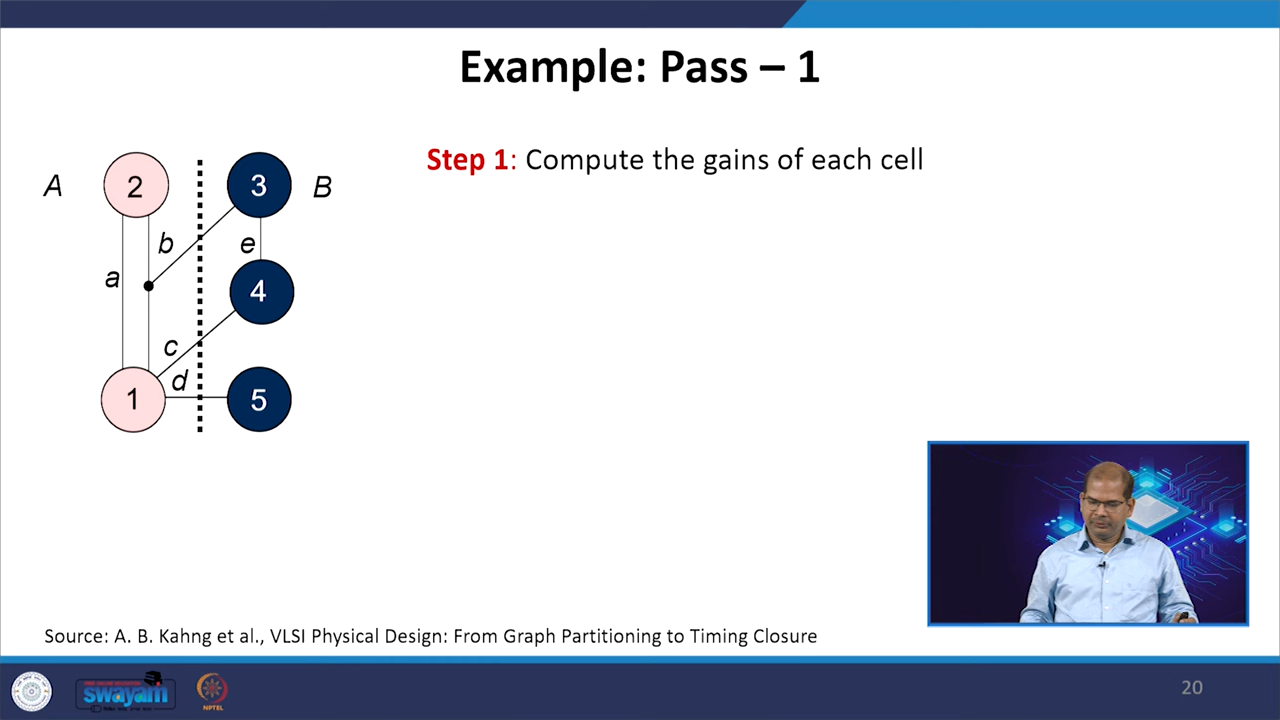 Example: Pass – 1
Step 1: Compute the gains of each cell
A
2
3
B
b
e
a
4
c
d
1
5
Source: A. B. Kahng et al., VLSI Physical Design: From Graph Partitioning to Timing Closure
swayam
NPTEL
20